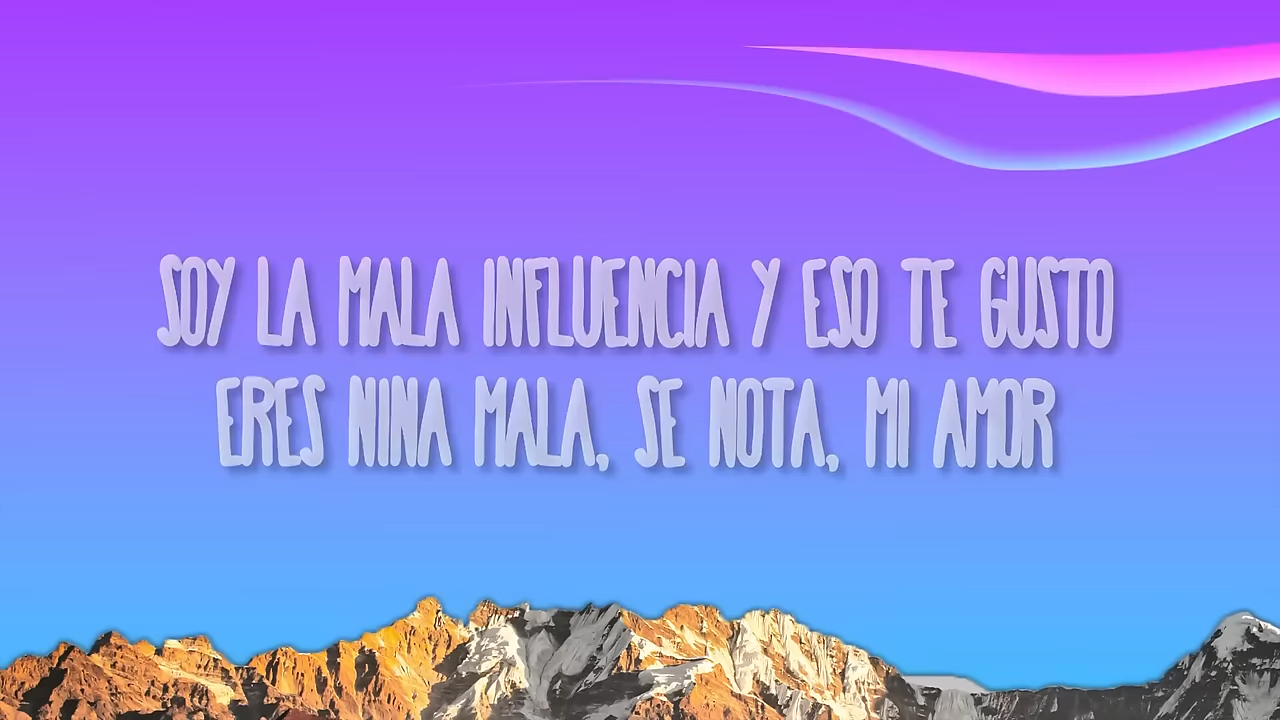 SOY LA MALA INFLUENCIA Y ESO TE GUSTO
ERES NINA MALA, SE NOTA, MI AMOR